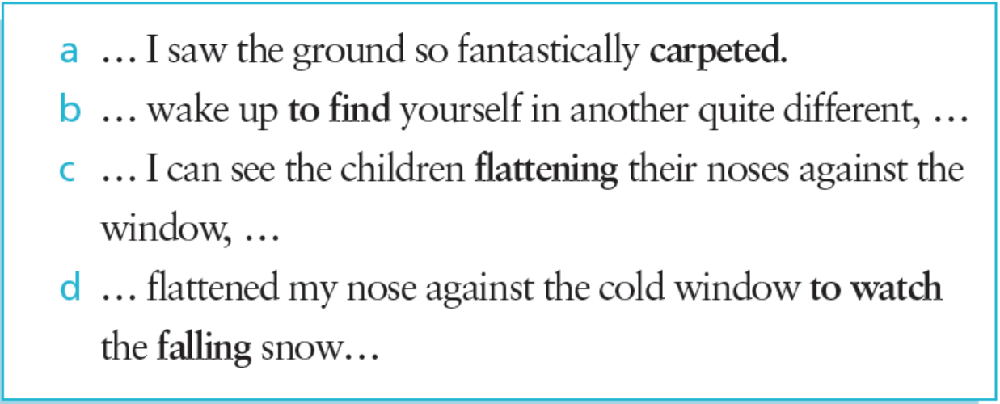 a … I saw the ground so fantastically carpeted.
b … wake up to find yourself in another quite different, …
c … I can see the children flattening their noses against the
window, …
d … flattened my nose against the cold window to watch
the falling snow…